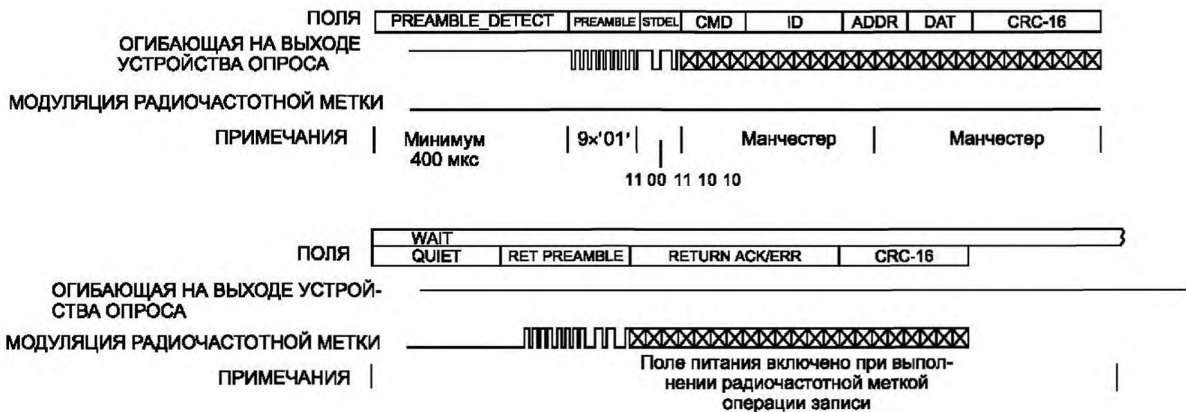 ПОЛЯ PREAMBLE_DETECT PREAMBLE STDEL CMD ID ADDR DAT CRC-16
ОГИБАЮЩАЯ НА ВЫХОДЕ
УСТРОЙСТВА ОПРОСА
МОДУЛЯЦИЯ РАДИОЧАСТОТНОЙ МЕТКИ
ПРИМЕЧАНИЯ Минимум 9×'01' Манчестер Манчестер
400 мкс
11 00 11 10 10
WAIT
ПОЛЯ QUIET RET PREAMBLE RETURN ACK/ERR CRC-16
ОГИБАЮЩАЯ НА ВЫХОДЕ УСТРОЙ-
СТВА ОПРОСА
МОДУЛЯЦИЯ РАДИОЧАСТОТНОЙ МЕТКИ
ПРИМЕЧАНИЯ Поле питания включено при выпол-
нении радиочастотной меткой
операции записи